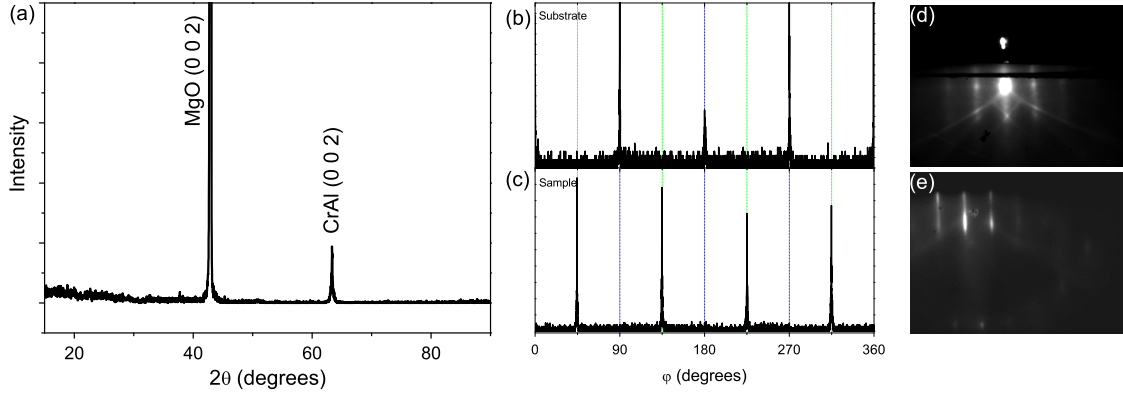 (a)
MgO (0 0 2)
CrAl (0 0 2)
Intensity
20
40
60
80
2θ (degrees)
(b)
Substrate
(c)
Sample
0
90
180
270
360
φ (degrees)
(d)
(e)